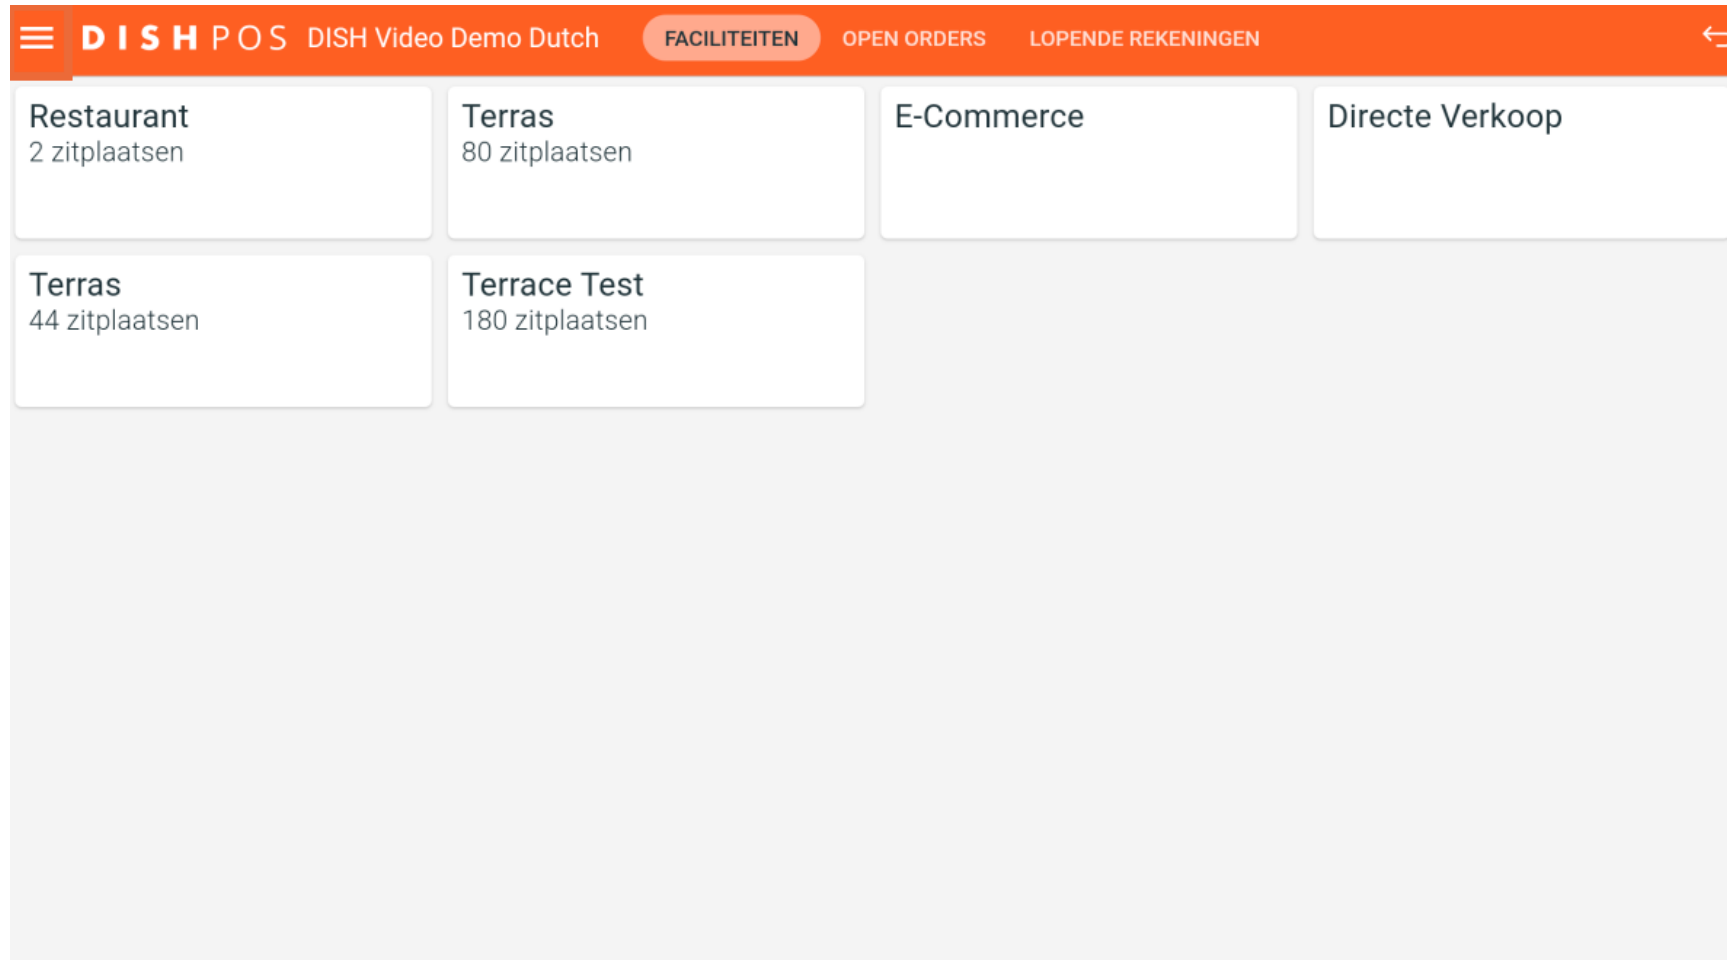 DISH POS DISH Video Demo Dutch FACILITEITEN OPEN ORDERS LOPENDE REKENINGEN
Restaurant
2 zitplaatsen
Terras
80 zitplaatsen
E-Commerce
Directe Verkoop
Terras
44 zitplaatsen
Terrace Test
180 zitplaatsen